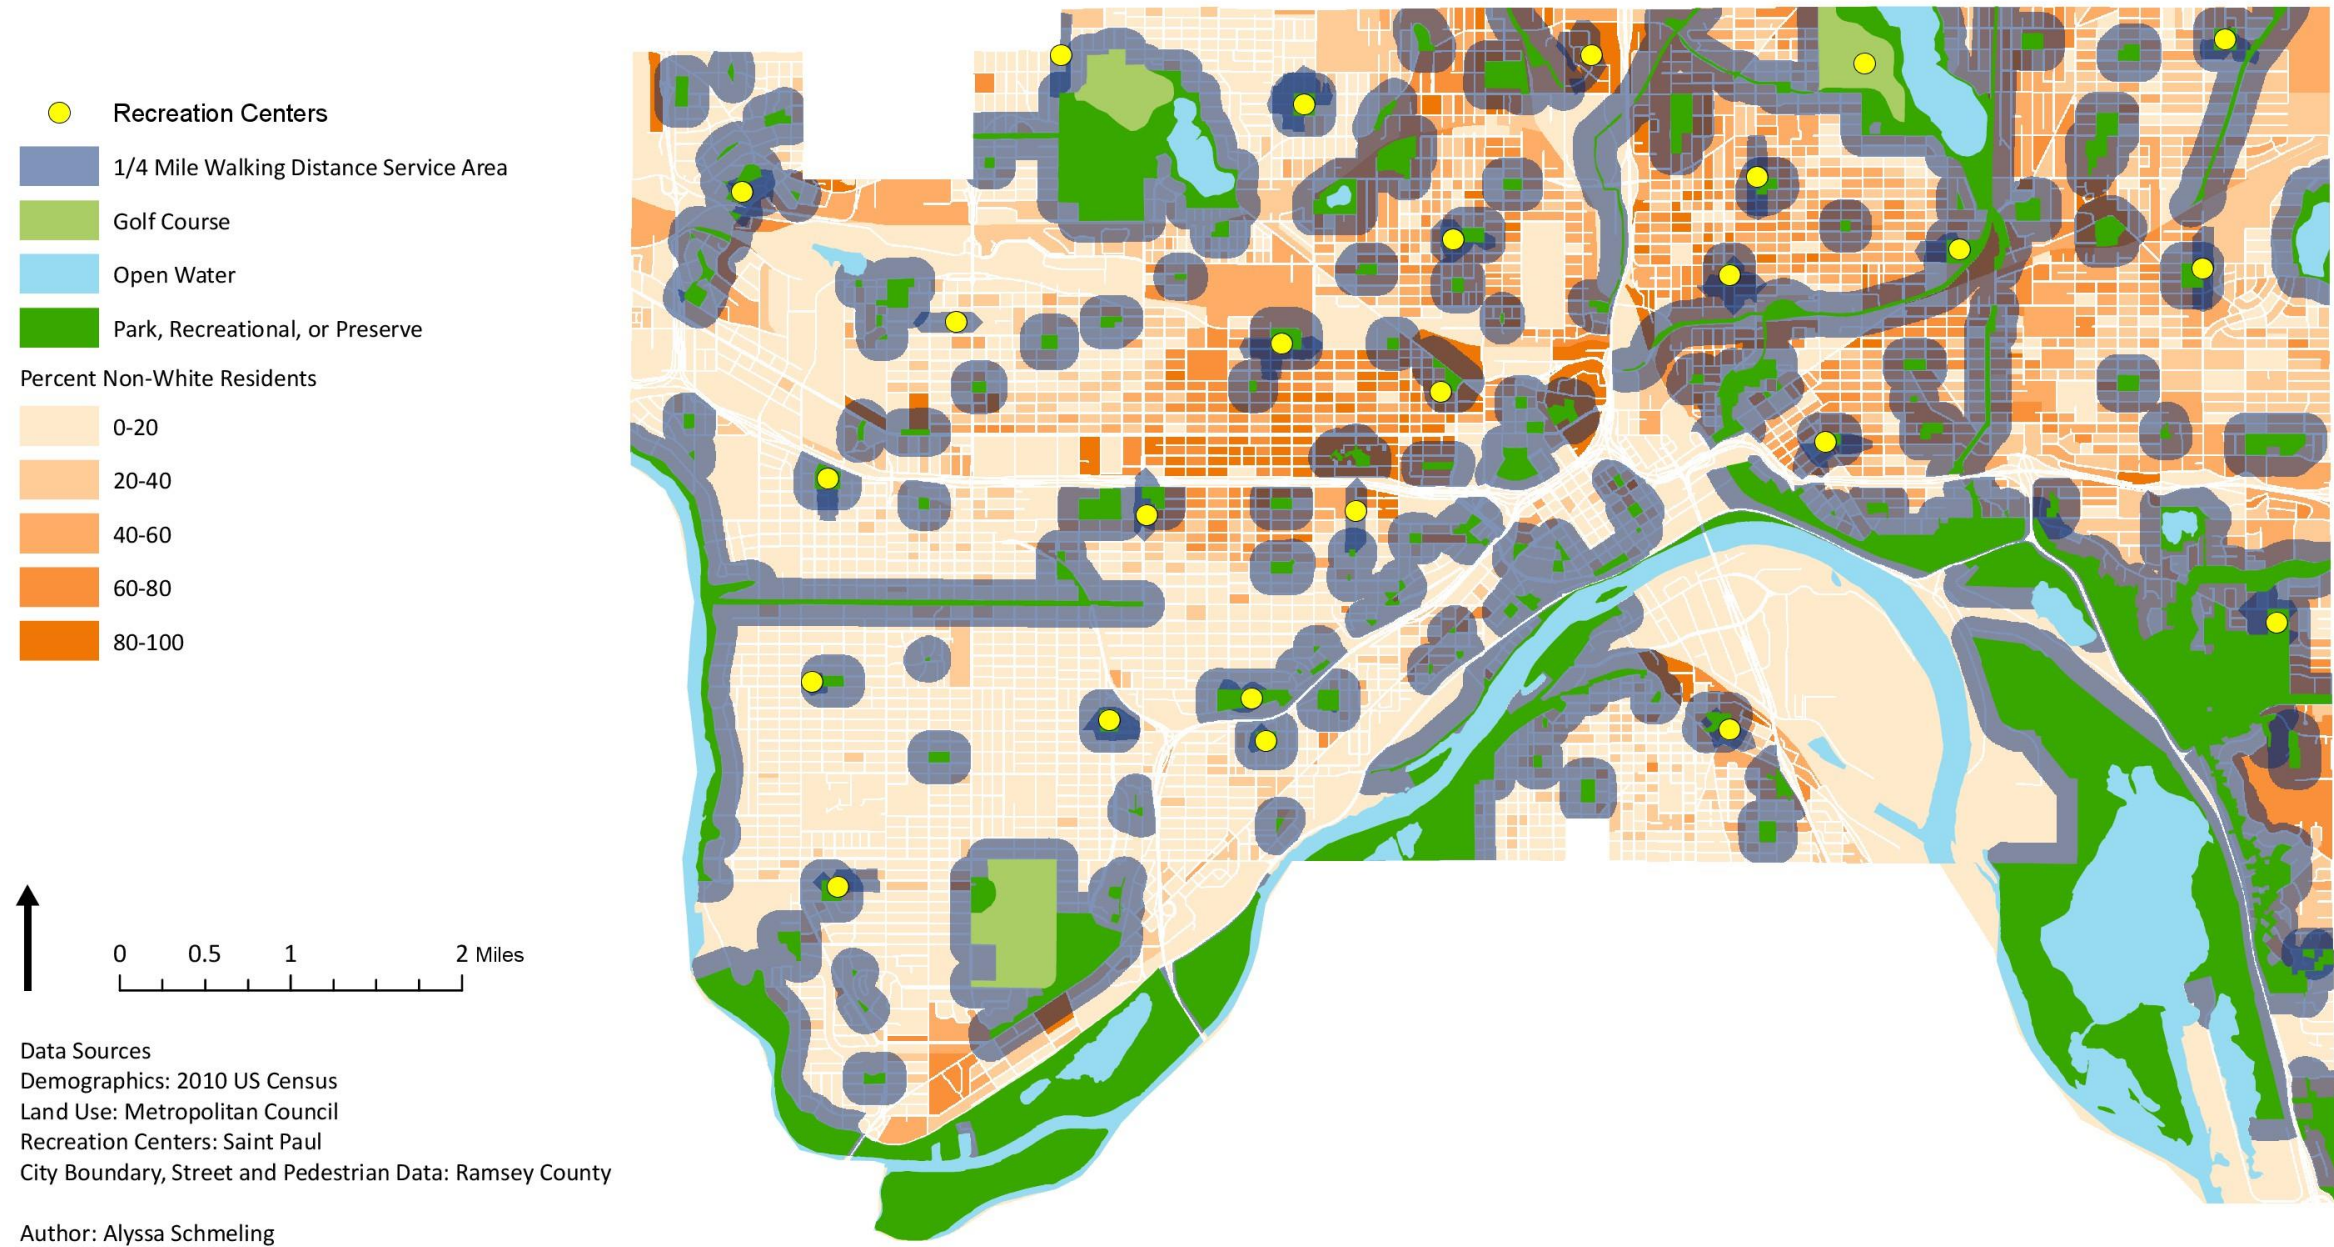 Recreation Centers
1/4 Mile Walking Distance Service Area
Golf Course
Open Water
Park, Recreational, or Preserve
Percent Non-White Residents
0-20
20-40
40-60
60-80
80-100
0 0.5 1 2 Miles
Data Sources
Demographics: 2010 US Census
Land Use: Metropolitan Council
Recreation Centers: Saint Paul
City Boundary, Street and Pedestrian Data: Ramsey County
Author: Alyssa Schmeling